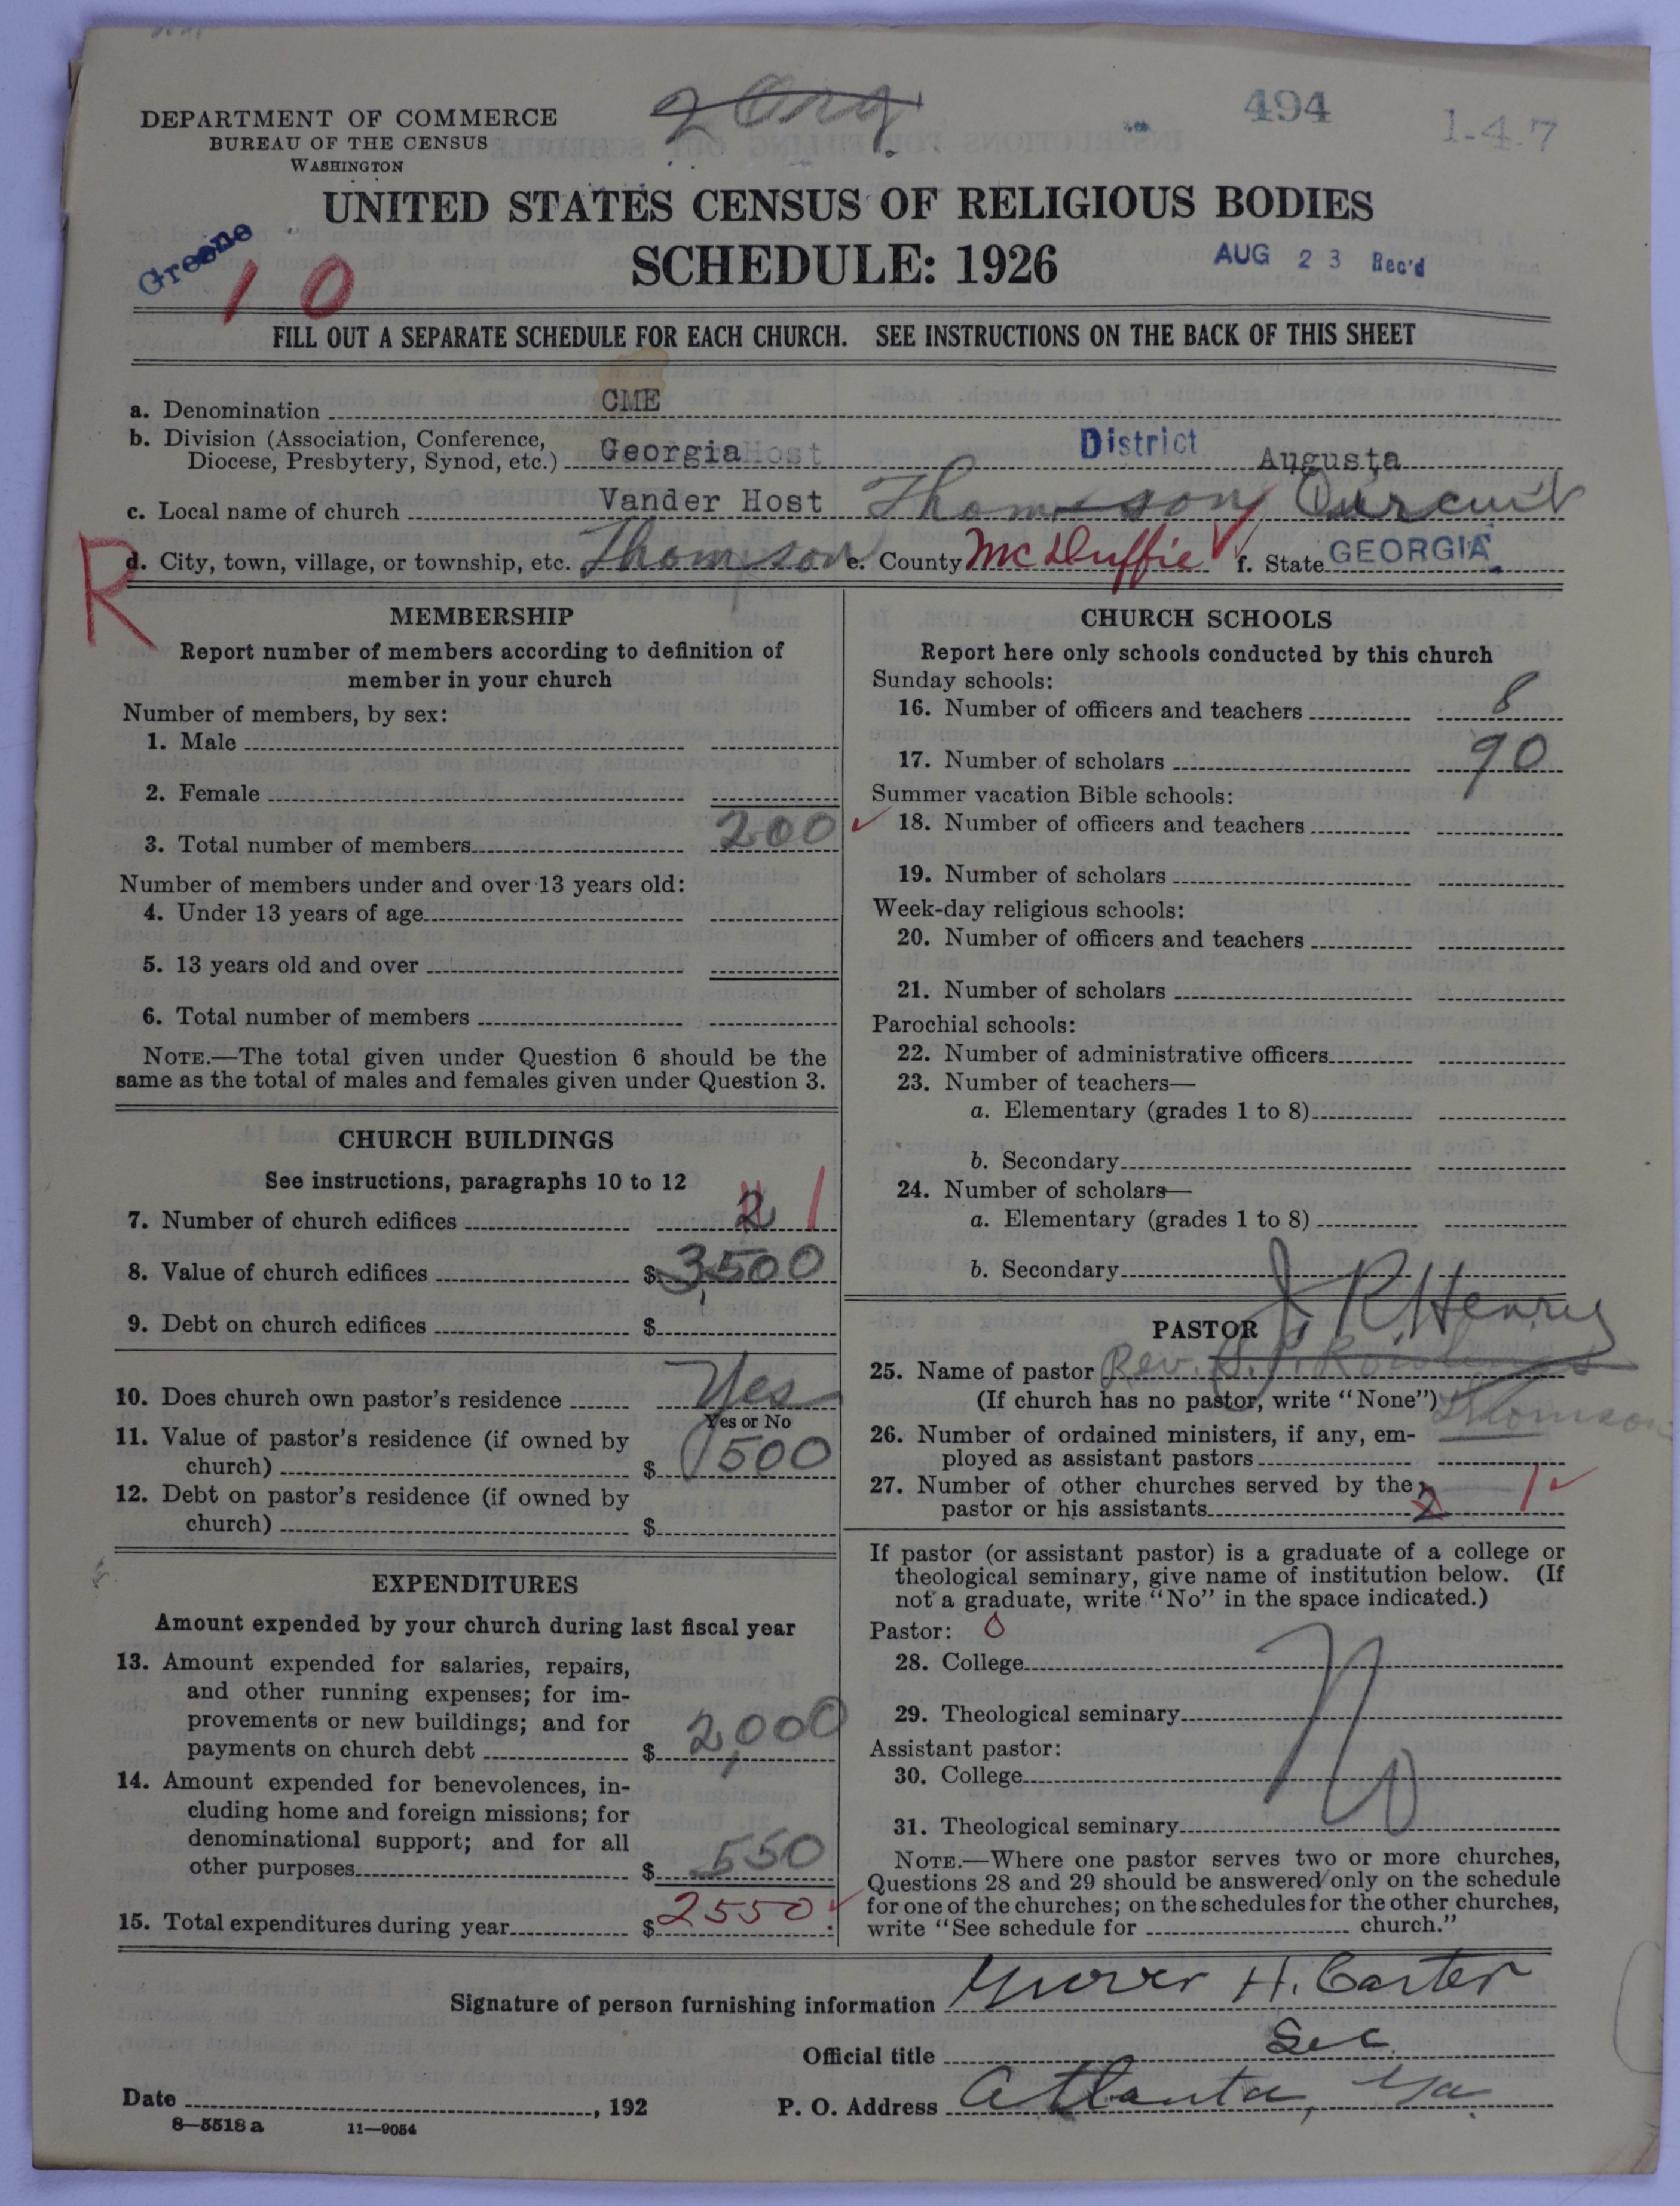 2 Org.
494
1-4-7
DEPARTMENT OF COMMERCE
BUREAU OF THE CENSUS
WASHINGTON
UNITED STATES CENSUS OF RELIGIOUS BODIES
SCHEDULE: 1926
Greene
10
AUG 23 Rec'd
FILL OUT A SEPARATE SCHEDULE FOR EACH CHURCH. SEE INSTRUCTIONS ON THE BACK OF THIS SHEET
a. Denomination CME
b. Division (Association, Conference, Diocese, Presbytery, Synod, etc.) Georgia District Augusta
c. Local name of church Vander Host Thomson Circuit
R
d. City, town, village, or township, etc. Thomson e. County McDuffie f. State GEORGIA
MEMBERSHIP
Report number of members according to definition of
member in your church
Number of members, by sex:
1. Male
2. Female
3. Total number of members 200
Number of members under and over 13 years old:
4. Under 13 years of age
5. 13 years old and over
6. Total number of members
NOTE.—The total given under Question 6 should be the
same as the total of males and females given under Question 3.
CHURCH BUILDINGS
See instructions, paragraphs 10 to 12
7. Number of church edifices 2 1
8. Value of church edifices $ 3,500
9. Debt on church edifices $
10. Does church own pastor's residence Yes
Yes or No
11. Value of pastor's residence (if owned by
church) $ 1500
12. Debt on pastor's residence (if owned by
church) $
EXPENDITURES
Amount expended by your church during last fiscal year
13. Amount expended for salaries, repairs,
and other running expenses; for im-
provements or new buildings; and for
payments on church debt $ 2,000
14. Amount expended for benevolences, in-
cluding home and foreign missions; for
denominational support; and for all
other purposes $ 550
15. Total expenditures during year $ 2550
CHURCH SCHOOLS
Report here only schools conducted by this church
Sunday schools:
16. Number of officers and teachers 8
17. Number of scholars 90
Summer vacation Bible schools:
18. Number of officers and teachers
19. Number of scholars
Week-day religious schools:
20. Number of officers and teachers
21. Number of scholars
Parochial schools:
22. Number of administrative officers
23. Number of teachers—
a. Elementary (grades 1 to 8)
b. Secondary
24. Number of scholars—
a. Elementary (grades 1 to 8)
b. Secondary
PASTOR J. R. Henry
25. Name of pastor Rev.
(If church has no pastor, write "None") Thomson
26. Number of ordained ministers, if any, em-
ployed as assistant pastors
27. Number of other churches served by the
pastor or his assistants 2 1
If pastor (or assistant pastor) is a graduate of a college or
theological seminary, give name of institution below. (If
not a graduate, write "No" in the space indicated.)
Pastor: 0
28. College
29. Theological seminary No
Assistant pastor:
30. College
31. Theological seminary
NOTE.—Where one pastor serves two or more churches,
Questions 28 and 29 should be answered only on the schedule
for one of the churches; on the schedules for the other churches,
write "See schedule for church."
Signature of person furnishing information H. Carter
Official title Sec.
Date , 192 P. O. Address Atlanta, Ga.
8—5518 a 11—9054